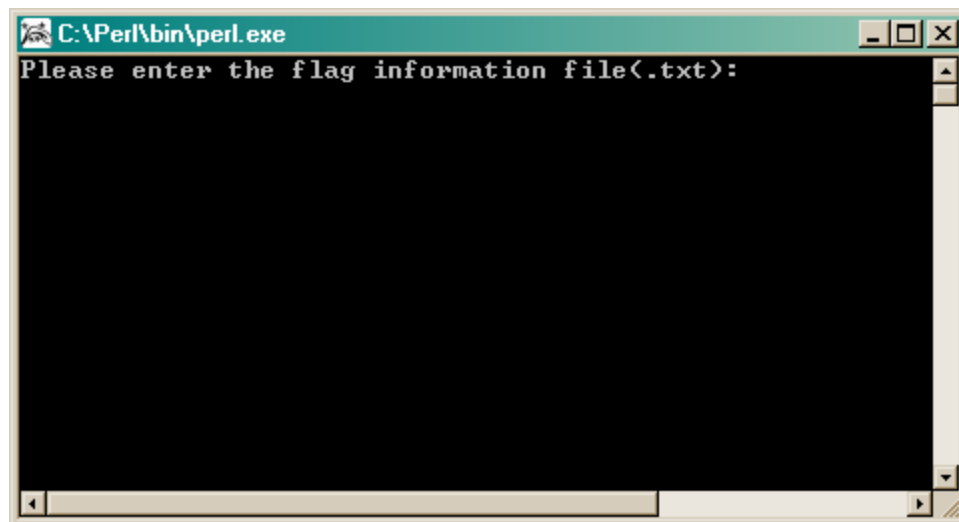 C:\Perl\bin\perl.exe
Please enter the flag information file(.txt):